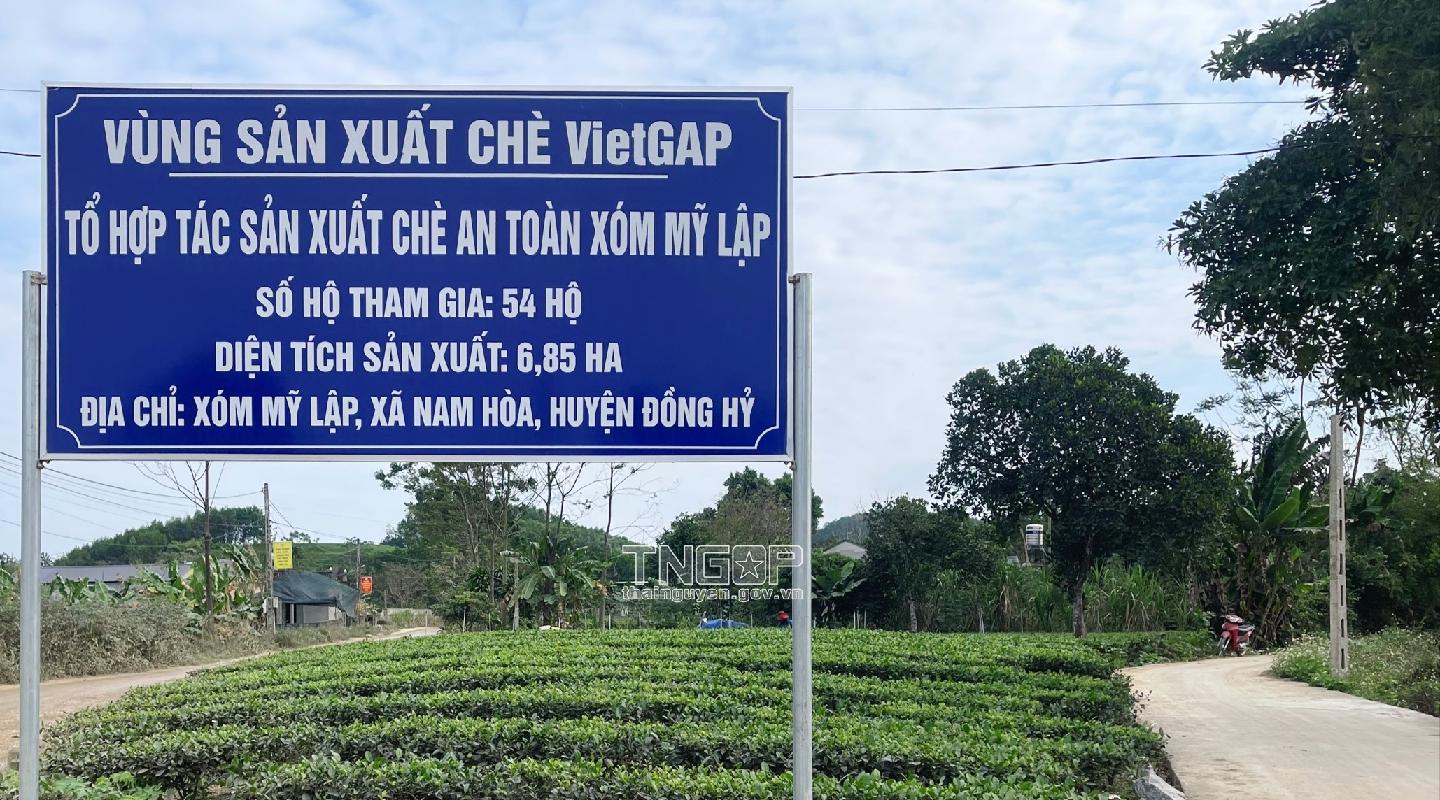 VÙNG SẢN XUẤT CHÈ VietGAP
TỔ HỢP TÁC SẢN XUẤT CHÈ AN TOÀN XÓM MỸ LẬP
SỐ HỘ THAM GIA: 54 HỘ
DIỆN TÍCH SẢN XUẤT: 6,85 HA
ĐỊA CHỈ: XÓM MỸ LẬP, XÃ NAM HÒA, HUYỆN ĐỒNG HỶ
TNGOP
thainguyen.gov.vn